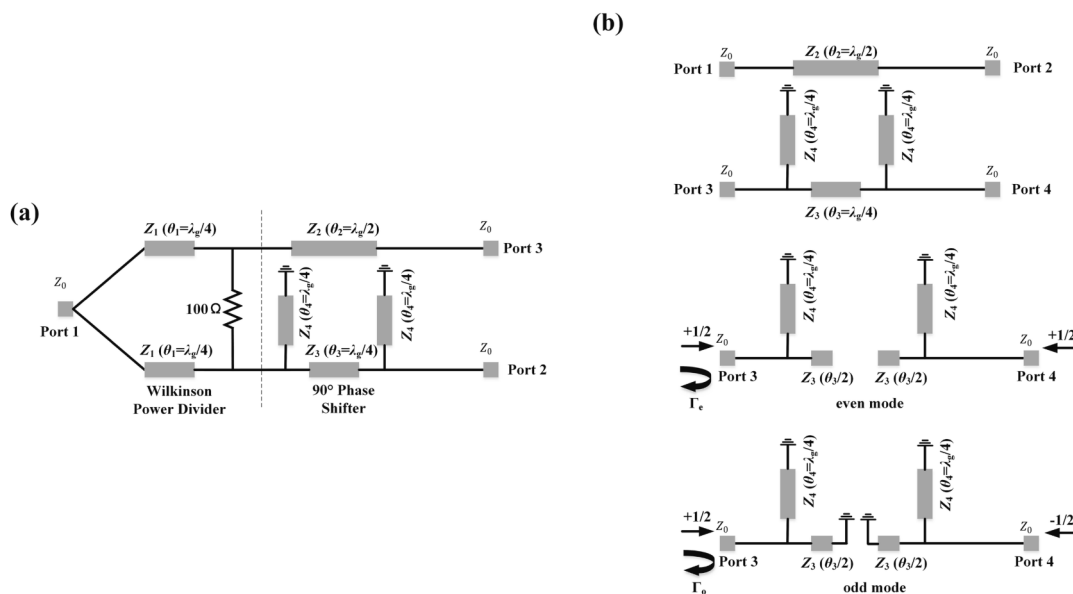 (a)
Z1 (θ1=λg/4)
Z2 (θ2=λg/2)
Z0
Port 3
Z0
Port 1
100 Ω
Z4 (θ4=λg/4)
Z4 (θ4=λg/4)
Z1 (θ1=λg/4)
Z3 (θ3=λg/4)
Z0
Port 2
Wilkinson
Power Divider
90° Phase
Shifter
(b)
Z0
Z2 (θ2=λg/2)
Z0
Port 1
Port 2
Z4 (θ4=λg/4)
Z4 (θ4=λg/4)
Z0
Z0
Port 3
Port 4
Z3 (θ3=λg/4)
Z4 (θ4=λg/4)
Z4 (θ4=λg/4)
+1/2
+1/2
Z0
Z0
Port 3
Z3 (θ3/2)
Z3 (θ3/2)
Port 4
Γe
even mode
Z4 (θ4=λg/4)
Z4 (θ4=λg/4)
+1/2
-1/2
Z0
Z0
Port 3
Z3 (θ3/2)
Z3 (θ3/2)
Port 4
Γo
odd mode